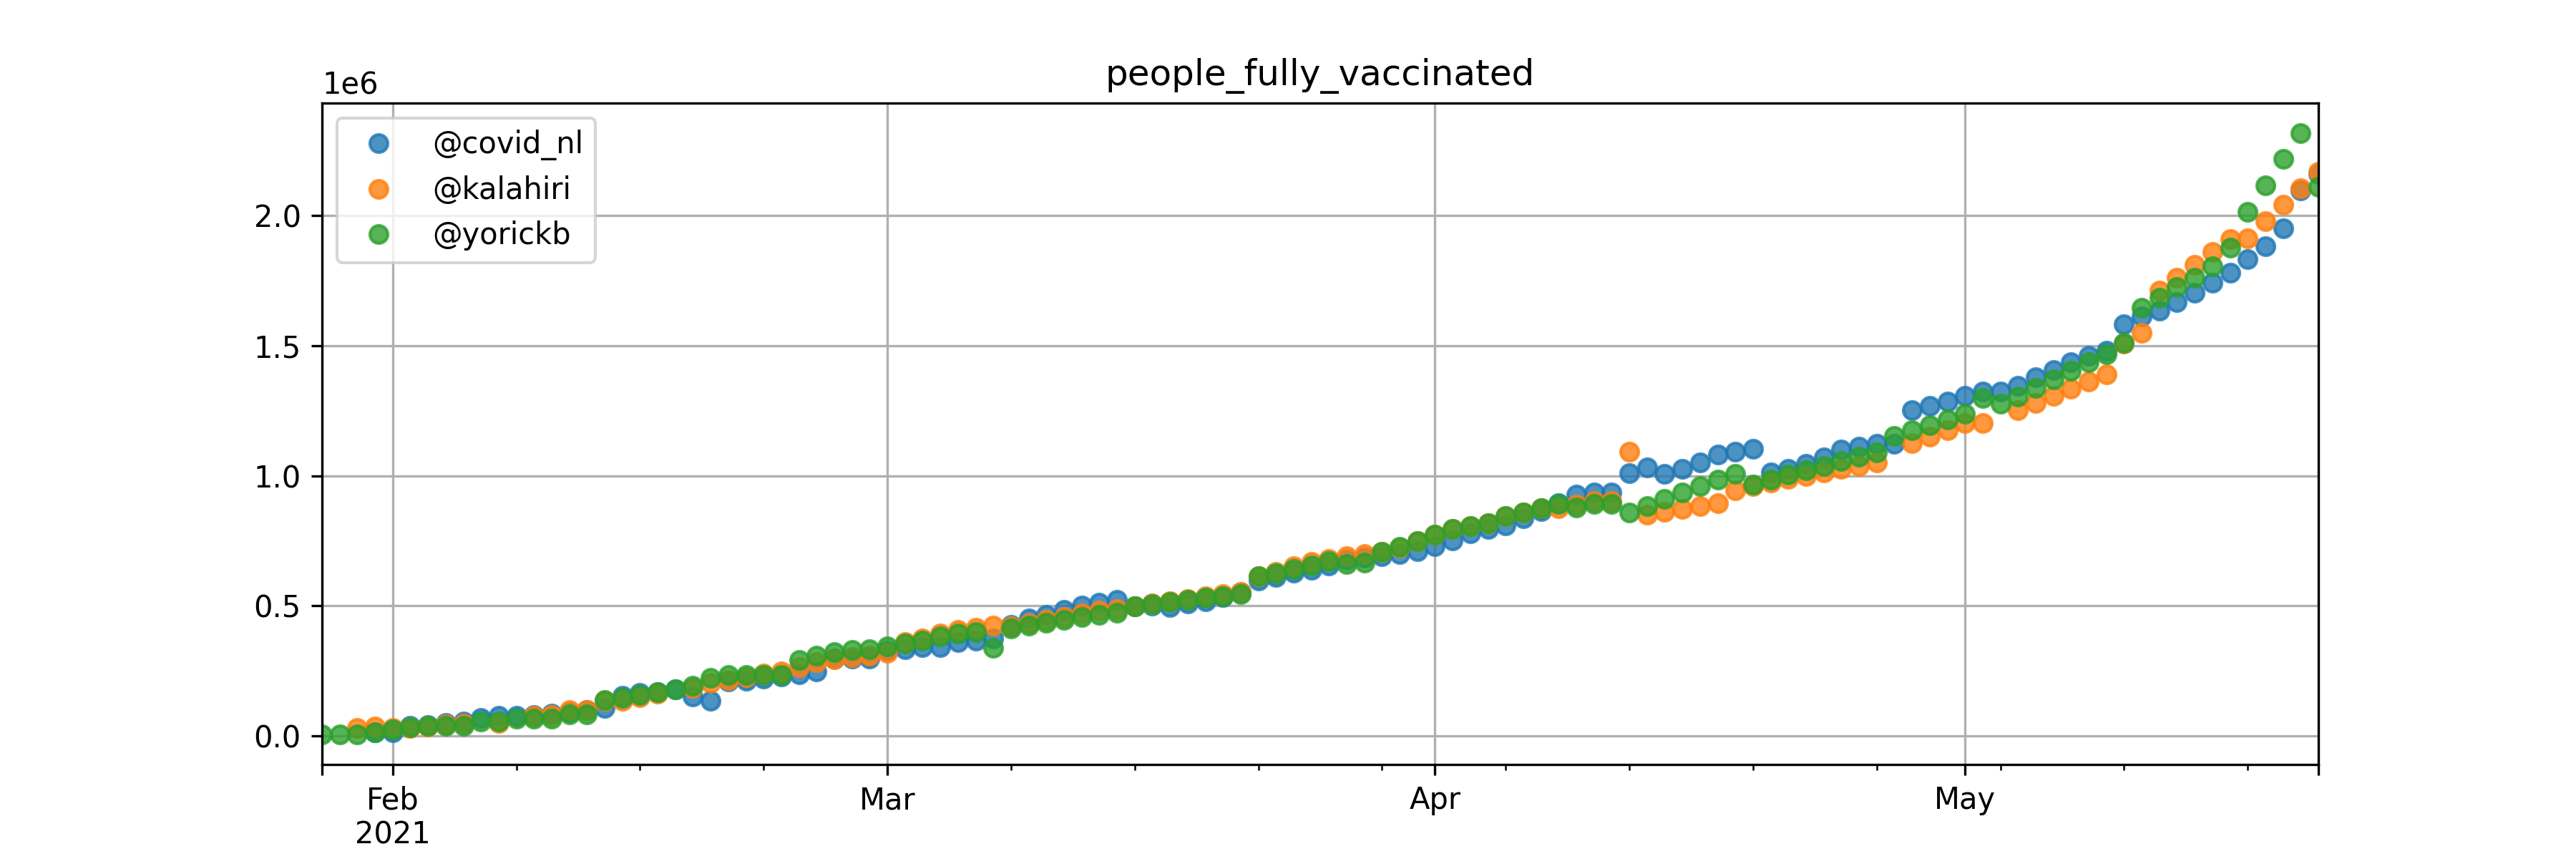 people_fully_vaccinated
1e6
@covid_nl
@kalahiri
@yorickb
2.0
1.5
1.0
0.5
0.0
Feb Mar Apr May
2021